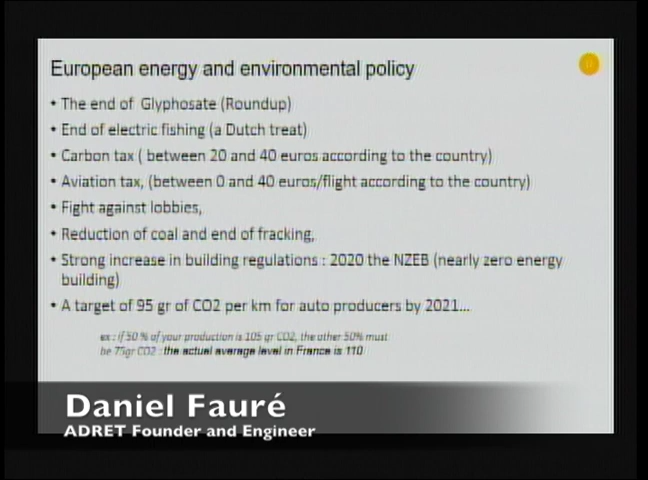 European energy and environmental policy
• The end of Glyphosate (Roundup)
• End of electric fishing (a Dutch treat)
• Carbon tax ( between 20 and 40 euros according to the country)
• Aviation tax, (between 0 and 40 euros/flight according to the country)
• Fight against lobbies,
• Reduction of coal and end of fracking,
• Strong increase in building regulations : 2020 the NZEB (nearly zero energy
building)
• A target of 95 gr of CO2 per km for auto producers by 2021...
ex : if 50 % of your production is 105 gr CO2, the other 50% must
be 75gr CO2 : the actual average level in France is 110
Daniel Fauré
ADRET Founder and Engineer